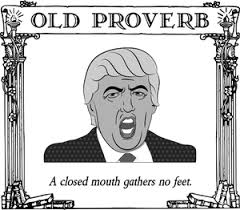 OLD PROVERB
A closed mouth gathers no feet.